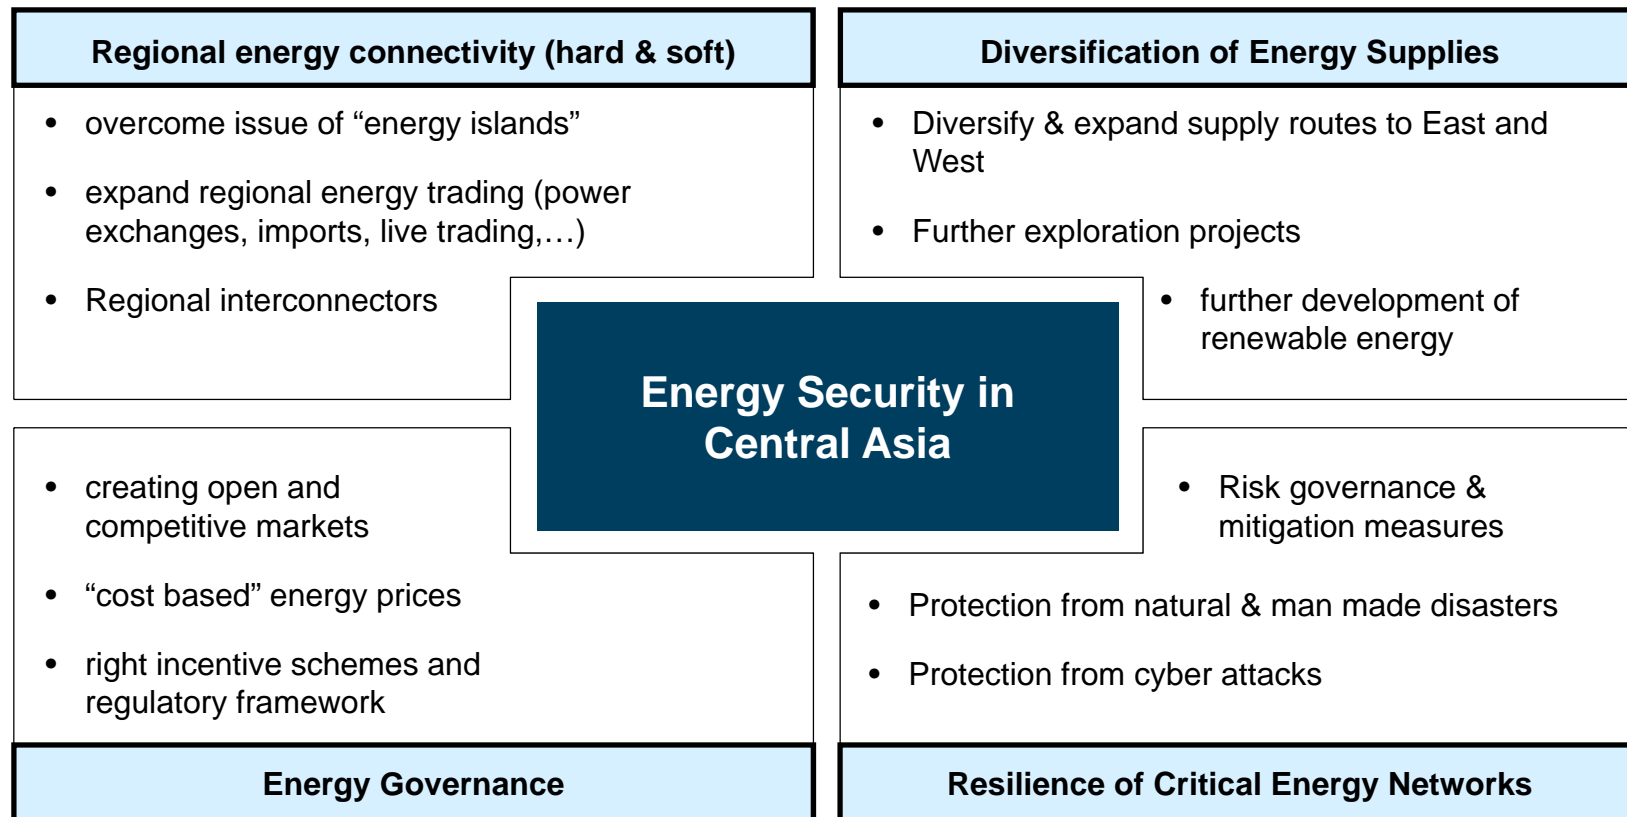 Regional energy connectivity (hard & soft)
• overcome issue of “energy islands”
• expand regional energy trading (power
exchanges, imports, live trading,…)
• Regional interconnectors
Diversification of Energy Supplies
• Diversify & expand supply routes to East and
West
• Further exploration projects
• further development of
renewable energy
Energy Security in
Central Asia
• creating open and
competitive markets
• “cost based” energy prices
• right incentive schemes and
regulatory framework
Energy Governance
• Risk governance &
mitigation measures
• Protection from natural & man made disasters
• Protection from cyber attacks
Resilience of Critical Energy Networks